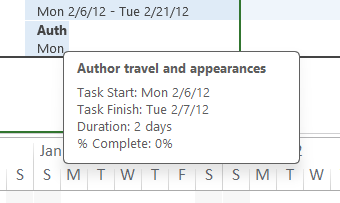 Mon 2/6/12 - Tue 2/21/12
Auth
Mon
Author travel and appearances
Task Start: Mon 2/6/12
Task Finish: Tue 2/7/12
Duration: 2 days
% Complete: 0%
Jan 2
S S M T W T F S S M T W